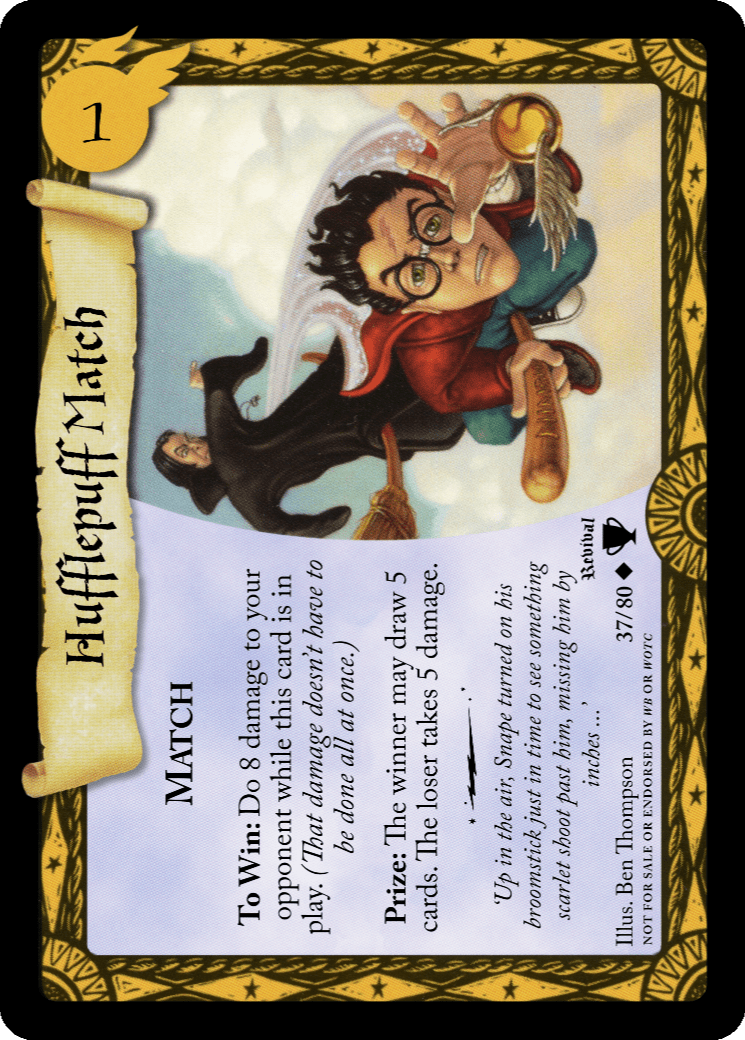 1
Hufflepuff Match
MATCH
To Win: Do 8 damage to your
opponent while this card is in
play. (That damage doesn't have to
be done all at once.)
Prize: The winner may draw 5
cards. The loser takes 5 damage.
'Up in the air, Snape turned on his
broomstick just in time to see something
scarlet shoot past him, missing him by
inches ...'
Revival
Illus. Ben Thompson 37/80
NOT FOR SALE OR ENDORSED BY WB OR WOTC